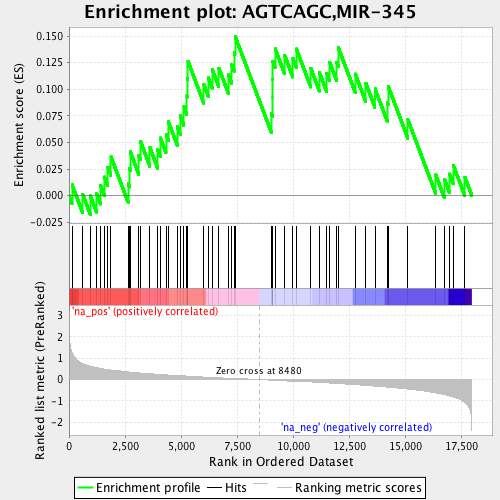 Enrichment plot: AGTCAGC,MIR-345
Enrichment score (ES)
0.150
0.125
0.100
0.075
0.050
0.025
0.000
-0.025
'na_pos' (positively correlated)
Ranked list metric (PreRanked)
3
2
1
0
-1
-2
Zero cross at 8480
'na_neg' (negatively correlated)
0 2,500 5,000 7,500 10,000 12,500 15,000 17,500
Rank in Ordered Dataset
Enrichment profile Hits Ranking metric scores